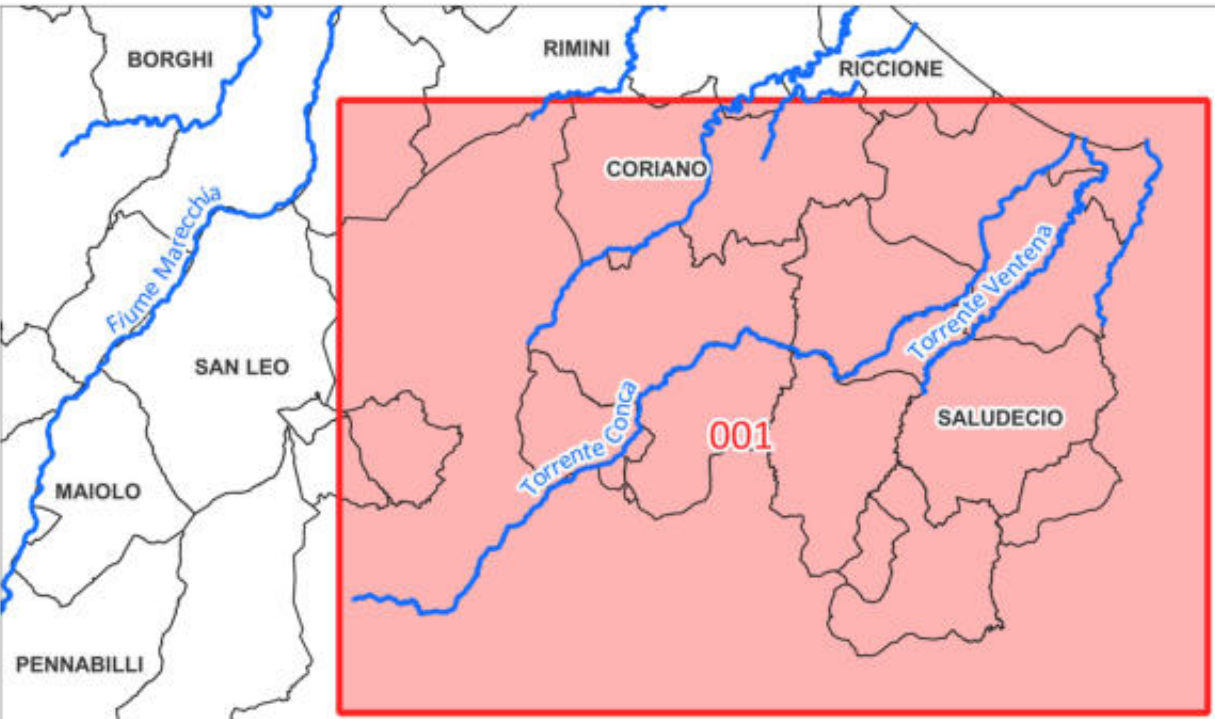 BORGHI
RIMINI
RICCIONE
CORIANO
Fiume Marecchia
Torrente Ventena
SAN LEO
SALUDECIO
001
Torrente Conca
MAIOLO
PENNABILLI